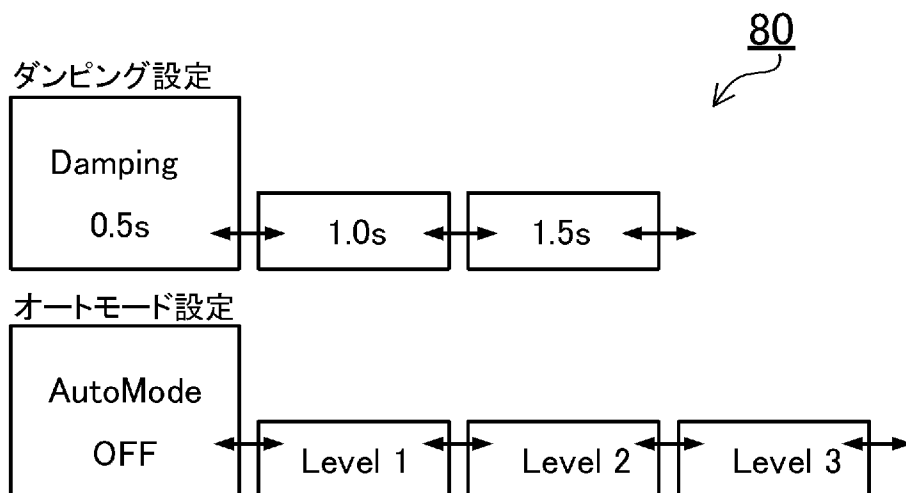 80
ダンピング設定
Damping
0.5s
1.0s
1.5s
オートモード設定
AutoMode
OFF
Level 1
Level 2
Level 3